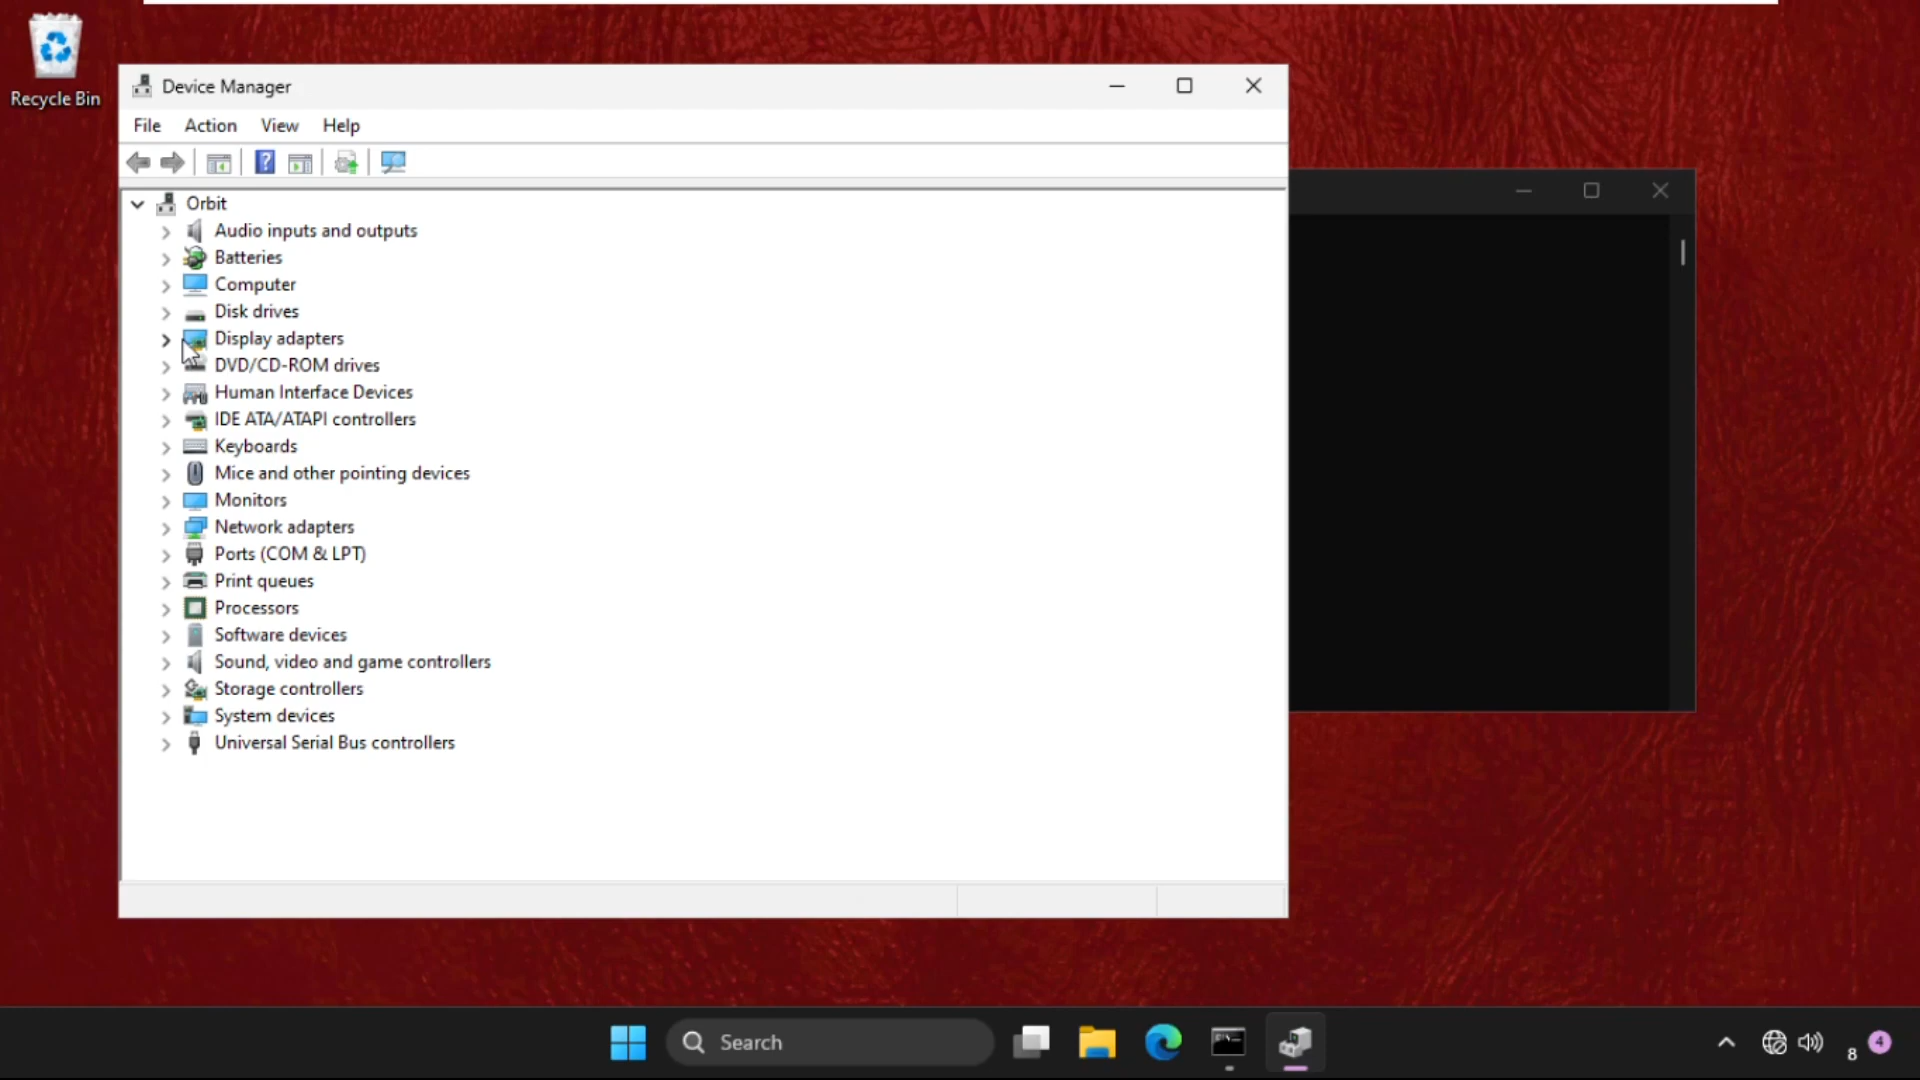 Recycle Bin
Device Manager
File Action View Help
?
Orbit
Audio inputs and outputs
Batteries
Computer
Disk drives
Display adapters
DVD/CD-ROM drives
Human Interface Devices
IDE ATA/ATAPI controllers
Keyboards
Mice and other pointing devices
Monitors
Network adapters
Ports (COM & LPT)
Print queues
Processors
Software devices
Sound, video and game controllers
Storage controllers
System devices
Universal Serial Bus controllers
Search
8 4